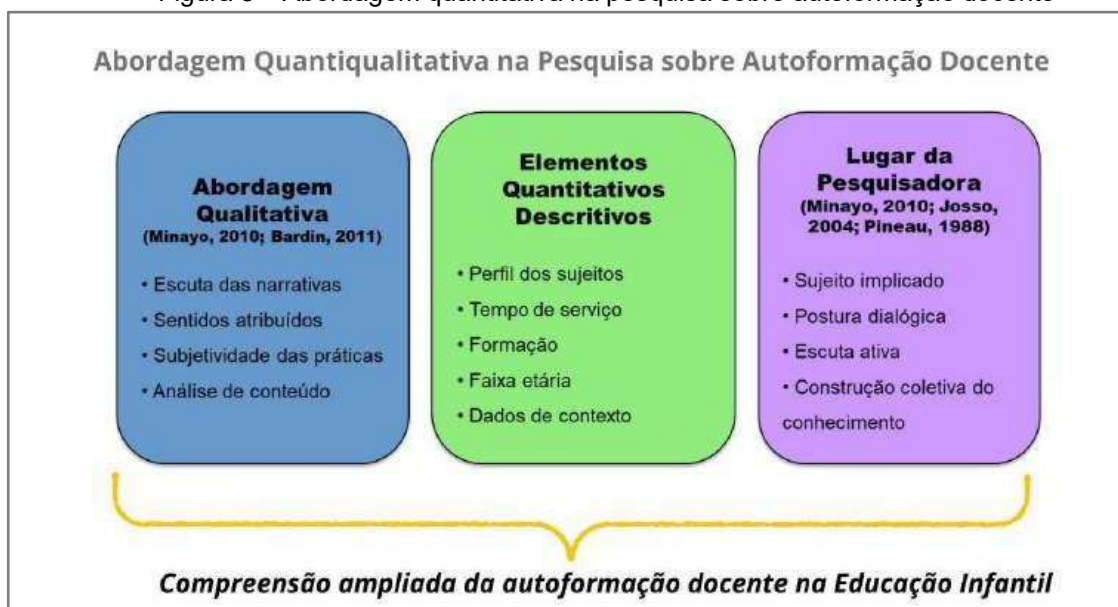 Abordagem Quantiqualitativa na Pesquisa sobre Autoformação Docente
Abordagem
Qualitativa
(Minayo, 2010; Bardin, 2011)
• Escuta das narrativas
• Sentidos atribuídos
• Subjetividade das práticas
• Análise de conteúdo
Elementos
Quantitativos
Descritivos
• Perfil dos sujeitos
• Tempo de serviço
• Formação
• Faixa etária
• Dados de contexto
Lugar da
Pesquisadora
(Minayo, 2010; Josso,
2004; Pineau, 1988)
• Sujeito implicado
• Postura dialógica
• Escuta ativa
• Construção coletiva do
conhecimento
Compreensão ampliada da autoformação docente na Educação Infantil